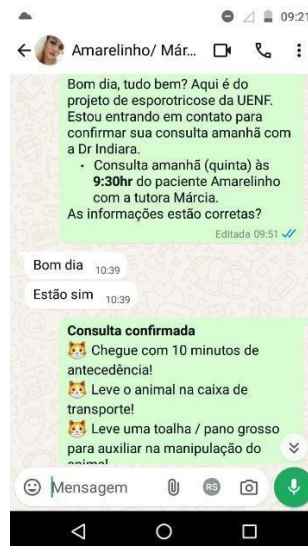 09:21
Amarelinho/ Már...
Bom dia, tudo bem? Aqui é do
projeto de esporotricose da UENF.
Estou entrando em contato para
confirmar sua consulta amanhã com
a Dr Indiara.
• Consulta amanhã (quinta) às
9:30hr do paciente Amarelinho
com a tutora Márcia.
As informações estão corretas?
Editada 09:51
Bom dia 10:39
Estão sim 10:39
Consulta confirmada
🐱 Chegue com 10 minutos de
antecedência!
🐱 Leve o animal na caixa de
transporte!
🐱 Leve uma toalha / pano grosso
para auxiliar na manipulação do
animal
Mensagem
RS